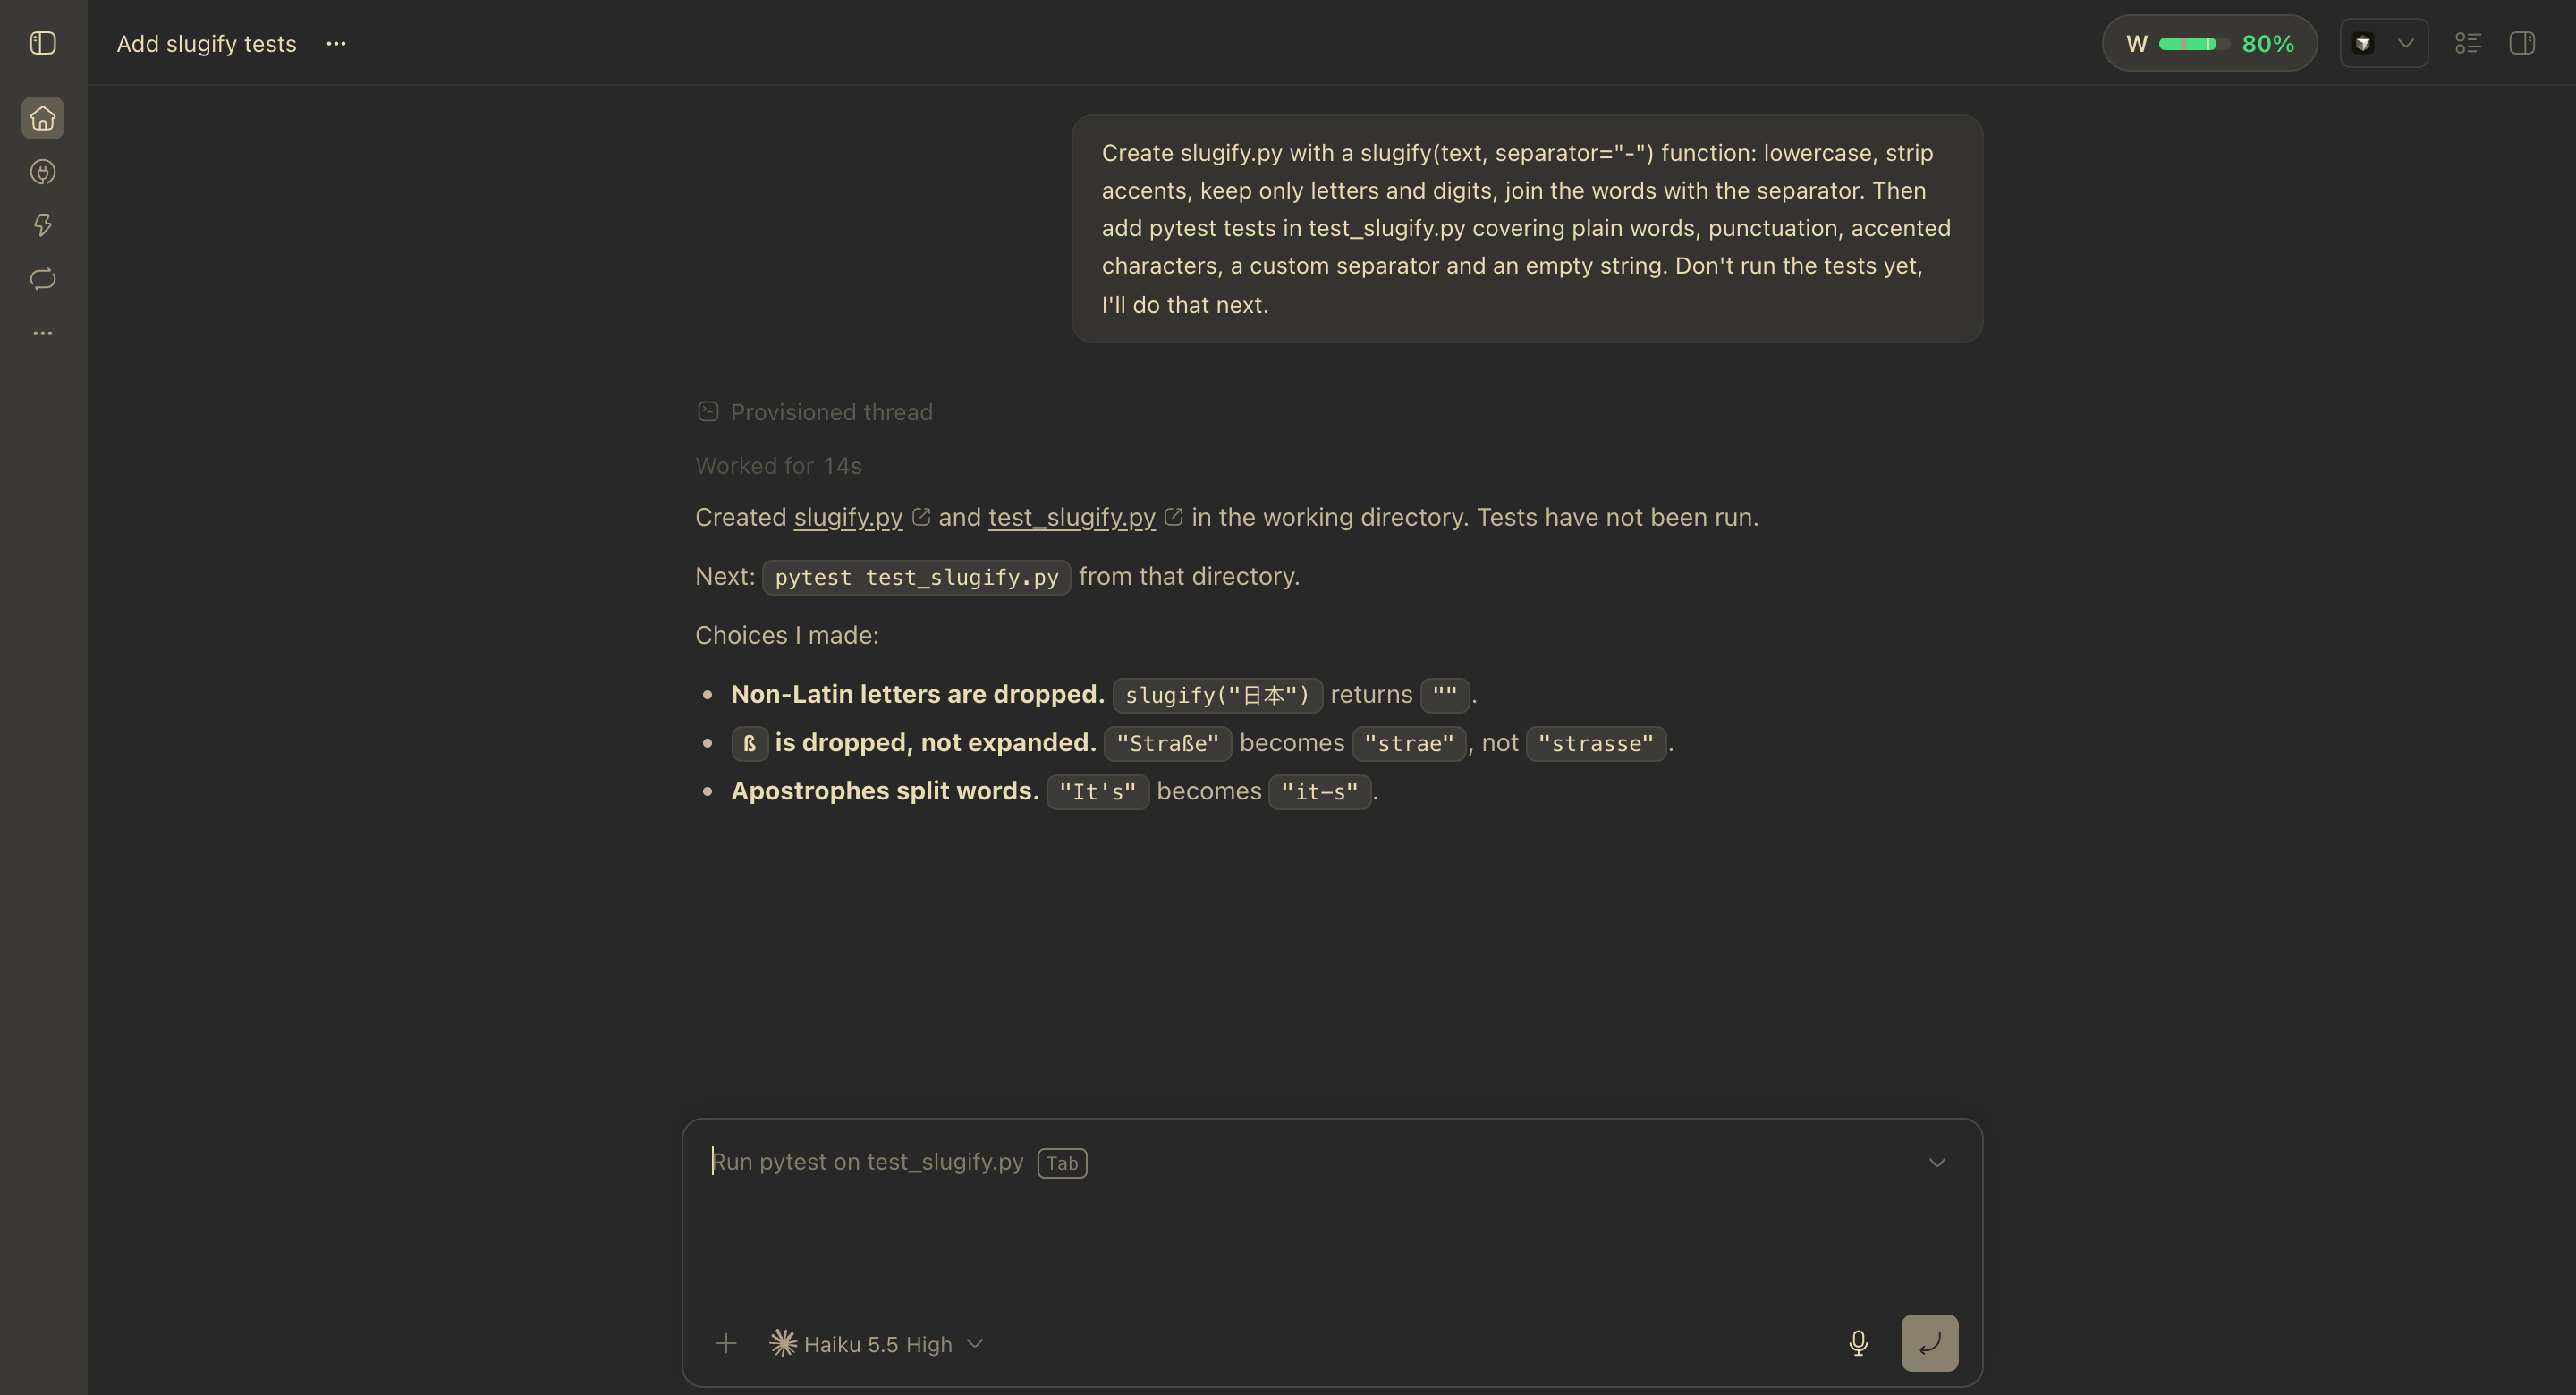 Add slugify tests
W 80%
Create slugify.py with a slugify(text, separator="-") function: lowercase, strip
accents, keep only letters and digits, join the words with the separator. Then
add pytest tests in test_slugify.py covering plain words, punctuation, accented
characters, a custom separator and an empty string. Don't run the tests yet,
I'll do that next.
Provisioned thread
Worked for 14s
Created slugify.py and test_slugify.py in the working directory. Tests have not been run.
Next: pytest test_slugify.py from that directory.
Choices I made:
Non-Latin letters are dropped. slugify("日本") returns "".
ß is dropped, not expanded. "Straße" becomes "strae", not "strasse".
Apostrophes split words. "It's" becomes "it-s".
Run pytest on test_slugify.py Tab
Haiku 5.5 High